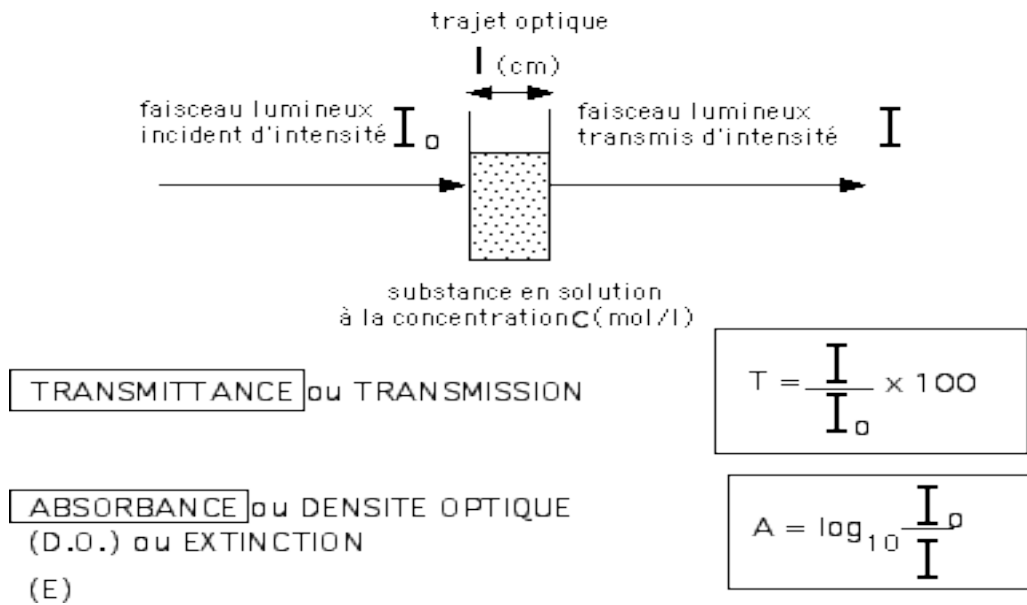 trajet optique
l (cm)
faisceau lumineux
incident d'intensité I₀
faisceau lumineux
transmis d'intensité I
substance en solution
à la concentration C (mol/l)
TRANSMITTANCE ou TRANSMISSION
T = I / I₀ x 100
ABSORBANCE ou DENSITE OPTIQUE
(D.O.) ou EXTINCTION
(E)
A = log₁₀ I₀ / I